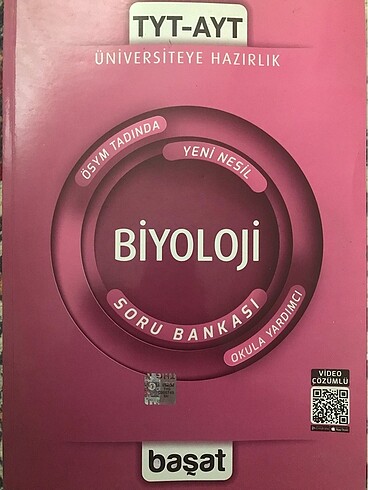 TYT-AYT
ÜNİVERSİTEYE HAZIRLIK
ÖSYM TADINDA
YENİ NESİL
BİYOLOJİ
SORU BANKASI
OKULA YARDIMCI
VİDEO
ÇÖZÜMLÜ
başat